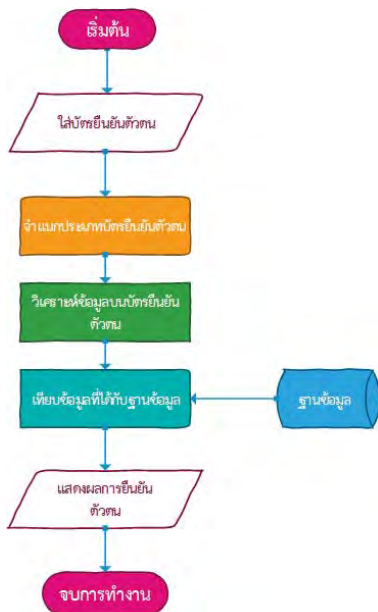 เริ่มต้น
ใส่บัตรยืนยันตัวตน
จำแนกประเภทบัตรยืนยันตัวตน
วิเคราะห์ข้อมูลบนบัตรยืนยัน
ตัวตน
เทียบข้อมูลที่ได้กับฐานข้อมูล
ฐานข้อมูล
แสดงผลการยืนยัน
ตัวตน
จบการทำงาน